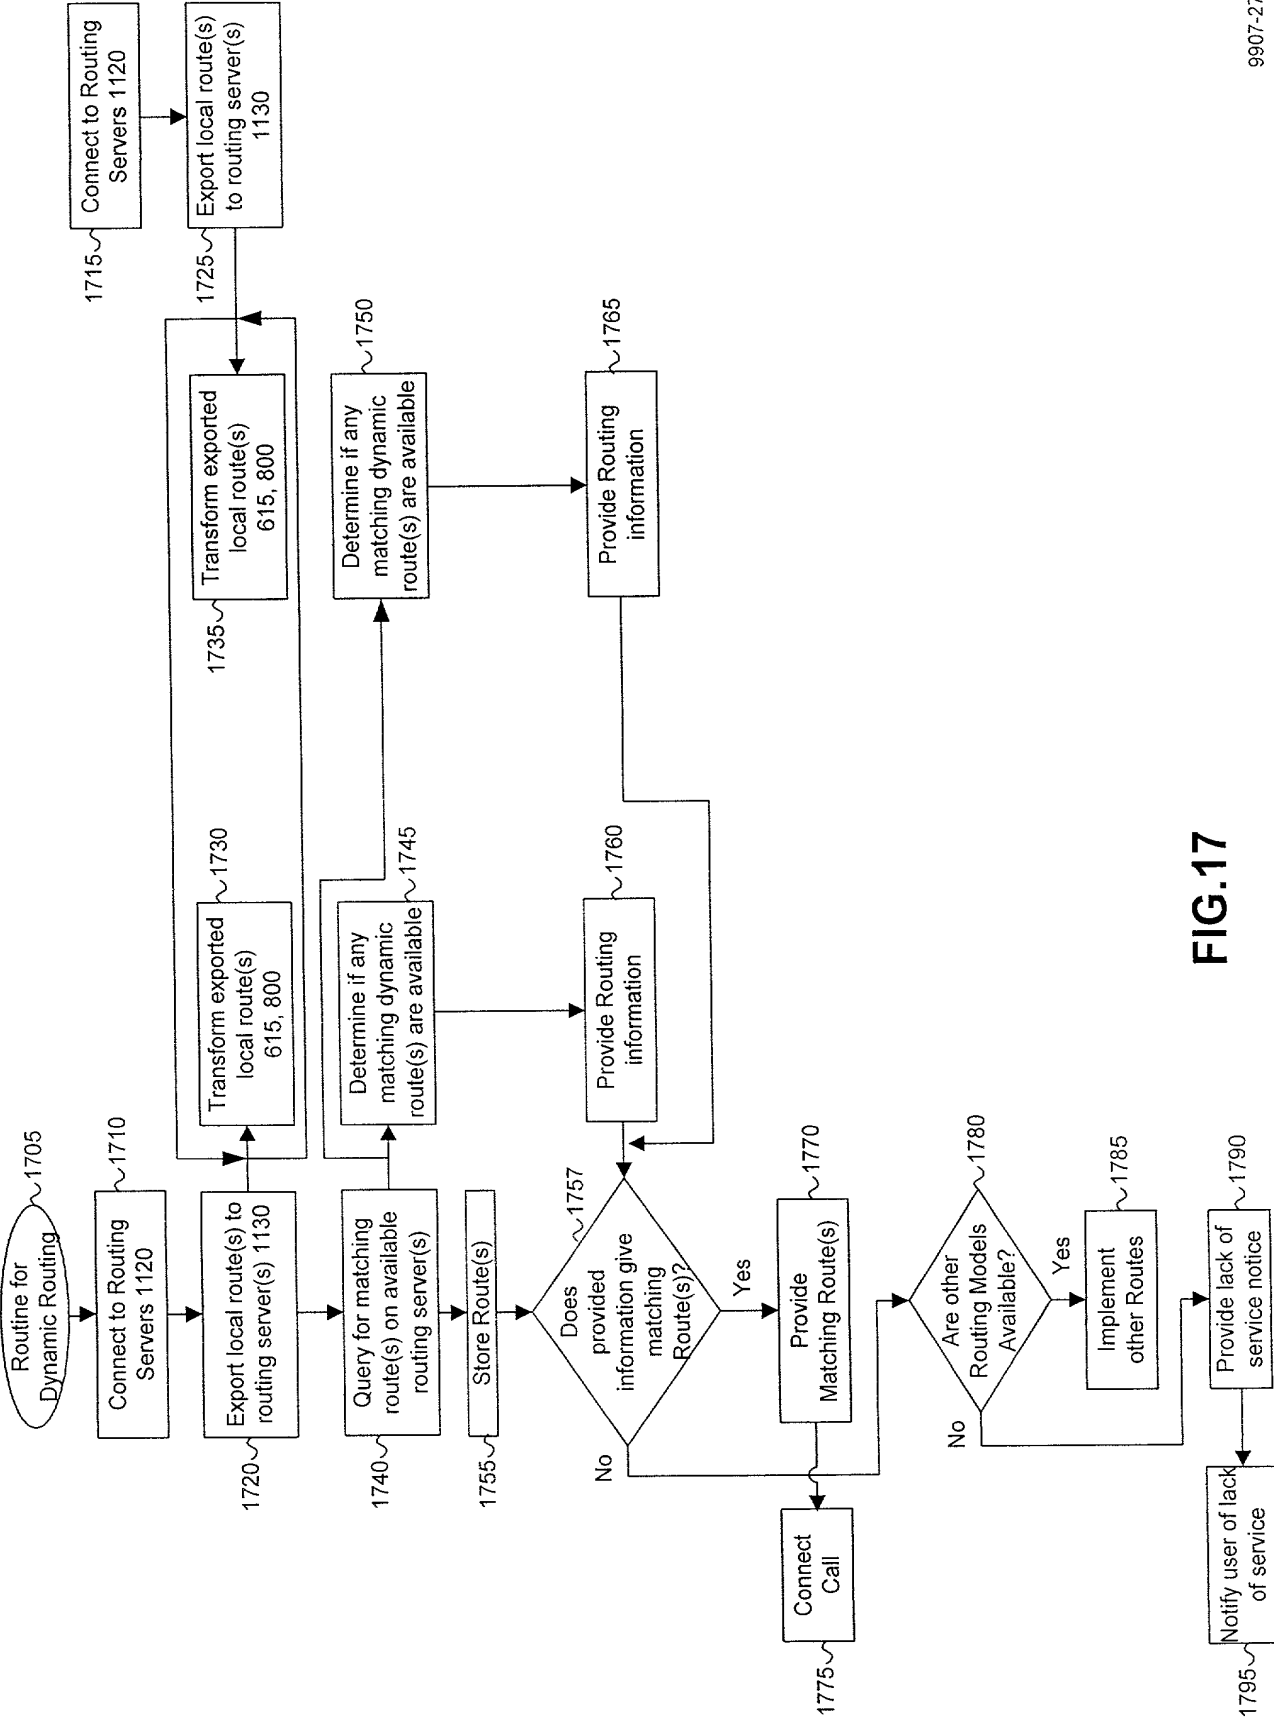 Routine for
Dynamic Routing
1705
Connect to Routing
Servers 1120
1710
Connect to Routing
Servers 1120
1715
Export local route(s) to
routing server(s) 1130
1720
Export local route(s)
to routing server(s)
1130
1725
Transform exported
local route(s)
615, 800
1730
Transform exported
local route(s)
615, 800
1735
Query for matching
route(s) on available
routing server(s)
1740
Determine if any
matching dynamic
route(s) are available
1745
Determine if any
matching dynamic
route(s) are available
1750
Store Route(s)
1755
Does
provided
information give
matching
Route(s)?
1757
Yes
No
Provide Routing
information
1760
Provide Routing
information
1765
Provide
Matching Route(s)
1770
Connect
Call
1775
Are other
Routing Models
Available?
1780
Yes
No
Implement
other Routes
1785
Provide lack of
service notice
1790
Notify user of lack
of service
1795
FIG.17
9907-27